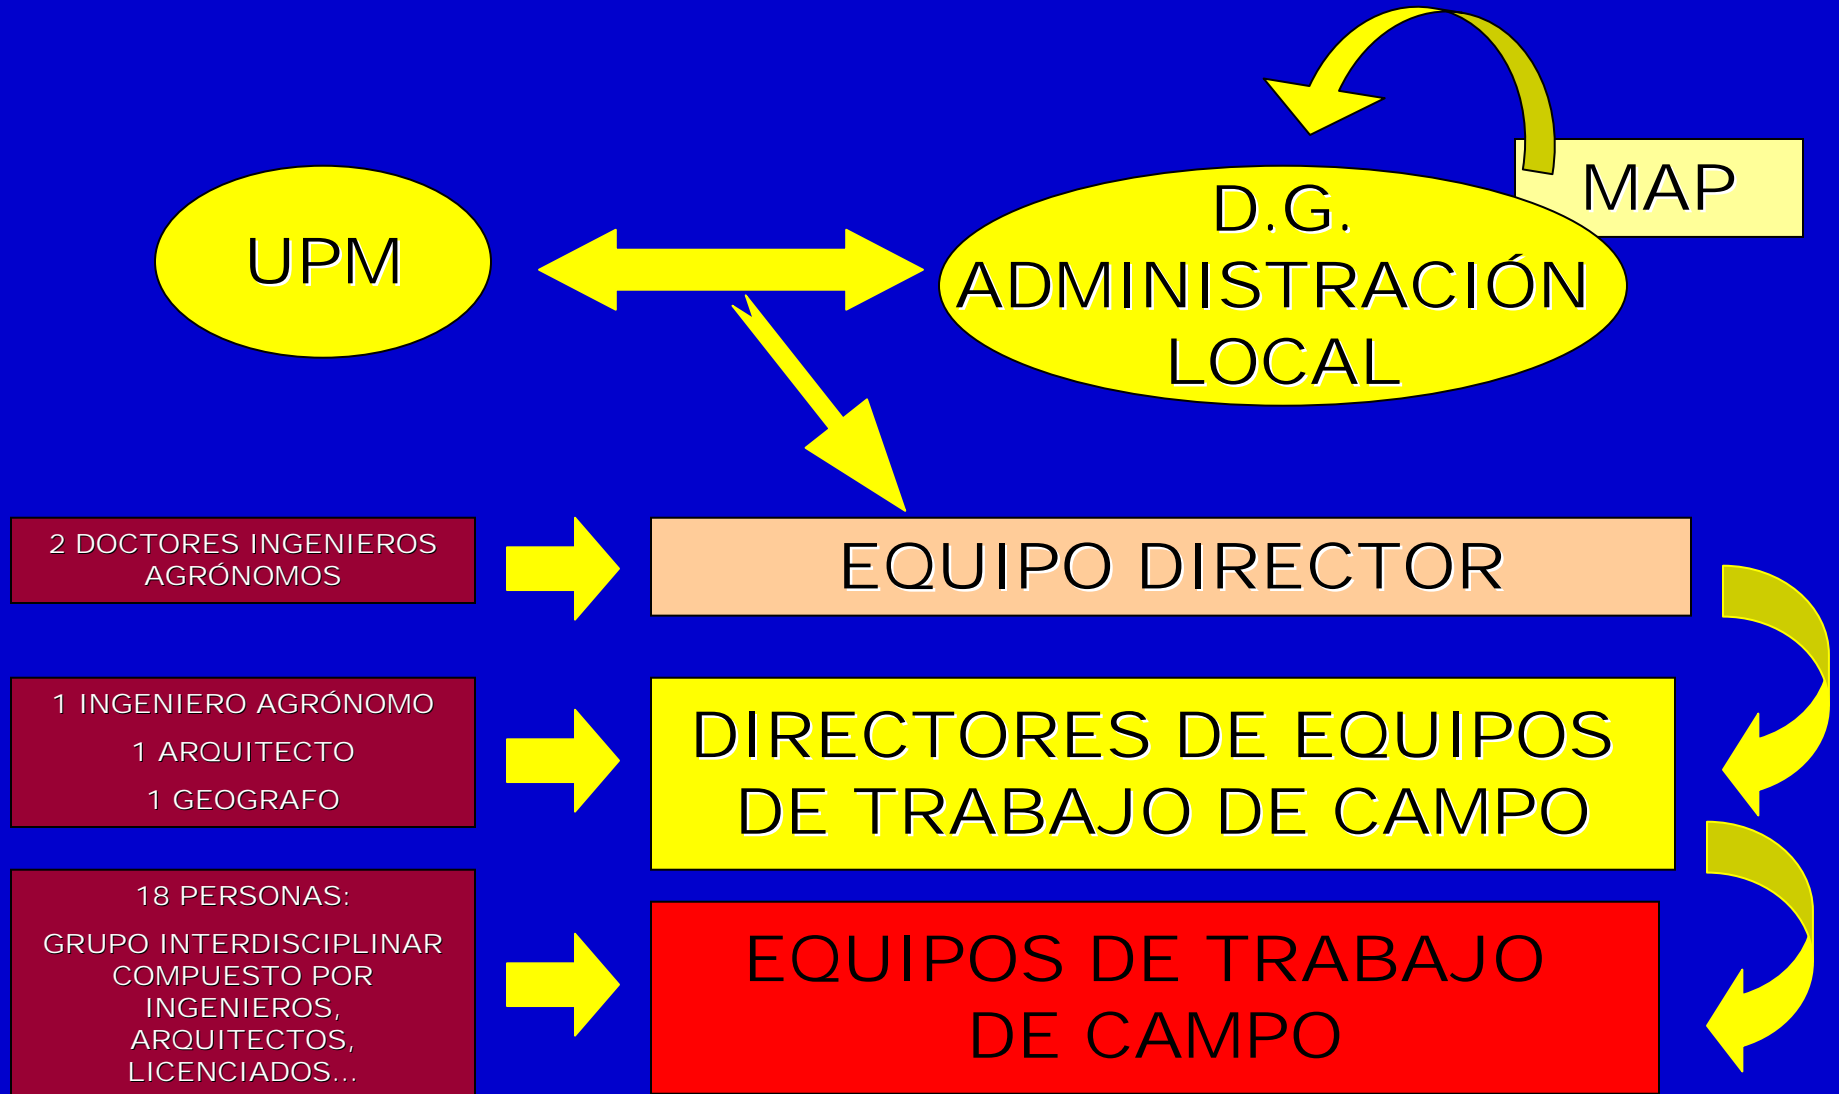 MAP
UPM
D.G.
ADMINISTRACIÓN
LOCAL
2 DOCTORES INGENIEROS
AGRÓNOMOS
EQUIPO DIRECTOR
1 INGENIERO AGRÓNOMO
1 ARQUITECTO
1 GEOGRAFO
DIRECTORES DE EQUIPOS
DE TRABAJO DE CAMPO
18 PERSONAS:
GRUPO INTERDISCIPLINAR
COMPUESTO POR
INGENIEROS,
ARQUITECTOS,
LICENCIADOS...
EQUIPOS DE TRABAJO
DE CAMPO